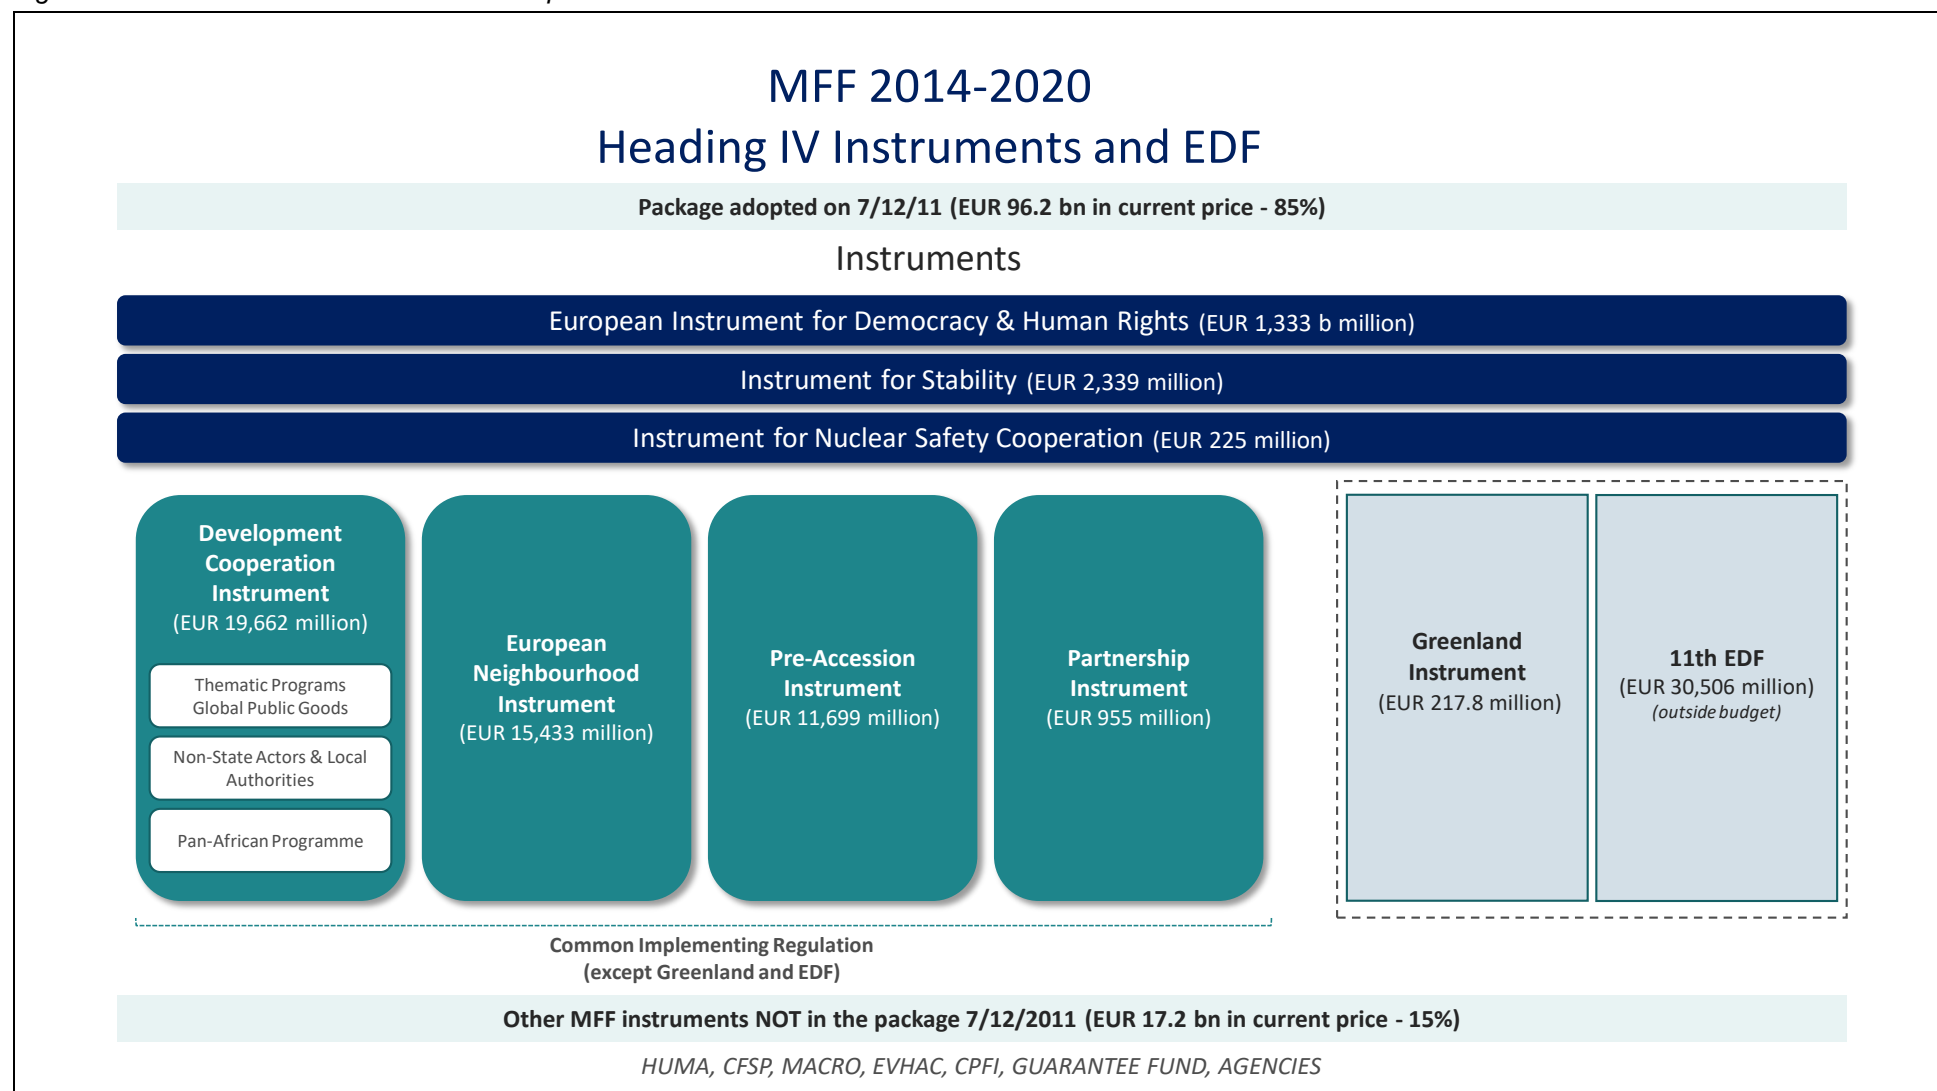 MFF 2014-2020
Heading IV Instruments and EDF
Package adopted on 7/12/11 (EUR 96.2 bn in current price - 85%)
Instruments
European Instrument for Democracy & Human Rights (EUR 1,333 b million)
Instrument for Stability (EUR 2,339 million)
Instrument for Nuclear Safety Cooperation (EUR 225 million)
Development
Cooperation
Instrument
(EUR 19,662 million)
Thematic Programs
Global Public Goods
Non-State Actors & Local
Authorities
Pan-African Programme
European
Neighbourhood
Instrument
(EUR 15,433 million)
Pre-Accession
Instrument
(EUR 11,699 million)
Partnership
Instrument
(EUR 955 million)
Greenland
Instrument
(EUR 217.8 million)
11th EDF
(EUR 30,506 million)
(outside budget)
Common Implementing Regulation
(except Greenland and EDF)
Other MFF instruments NOT in the package 7/12/2011 (EUR 17.2 bn in current price - 15%)
HUMA, CFSP, MACRO, EVHAC, CPFI, GUARANTEE FUND, AGENCIES